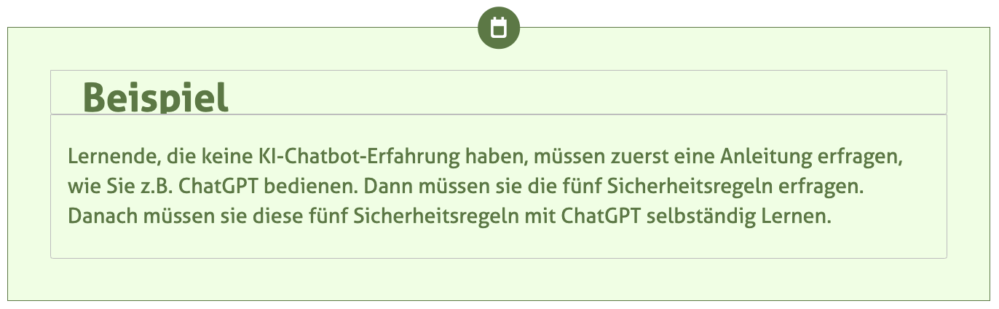 Beispiel
Lernende, die keine KI-Chatbot-Erfahrung haben, müssen zuerst eine Anleitung erfragen,
wie Sie z.B. ChatGPT bedienen. Dann müssen sie die fünf Sicherheitsregeln erfragen.
Danach müssen sie diese fünf Sicherheitsregeln mit ChatGPT selbständig Lernen.